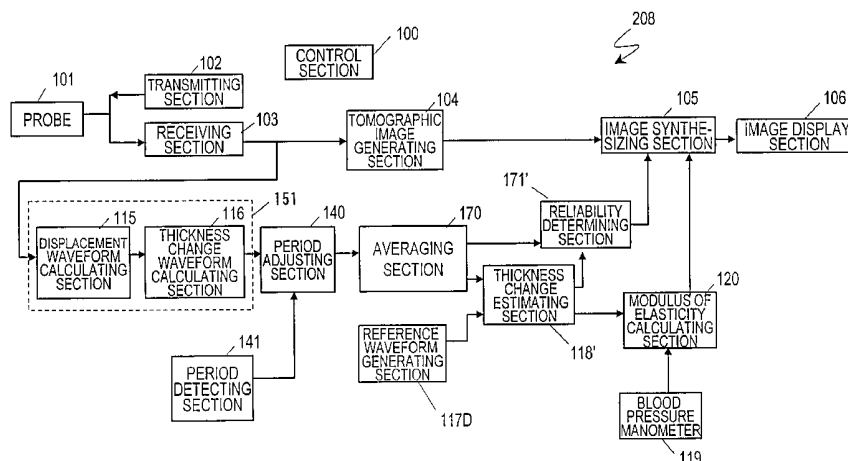 208
100
CONTROL
SECTION
101
PROBE
102
TRANSMITTING
SECTION
103
RECEIVING
SECTION
104
TOMOGRAPHIC
IMAGE
GENERATING
SECTION
105
IMAGE SYNTHE-
SIZING SECTION
106
IMAGE DISPLAY
SECTION
151
115
DISPLACEMENT
WAVEFORM
CALCULATING
SECTION
116
THICKNESS
CHANGE
WAVEFORM
CALCULATING
SECTION
140
PERIOD
ADJUSTING
SECTION
170
AVERAGING
SECTION
171'
RELIABILITY
DETERMINING
SECTION
THICKNESS
CHANGE
ESTIMATING
SECTION
118'
120
MODULUS OF
ELASTICITY
CALCULATING
SECTION
141
PERIOD
DETECTING
SECTION
REFERENCE
WAVEFORM
GENERATING
SECTION
117D
BLOOD
PRESSURE
MANOMETER
119